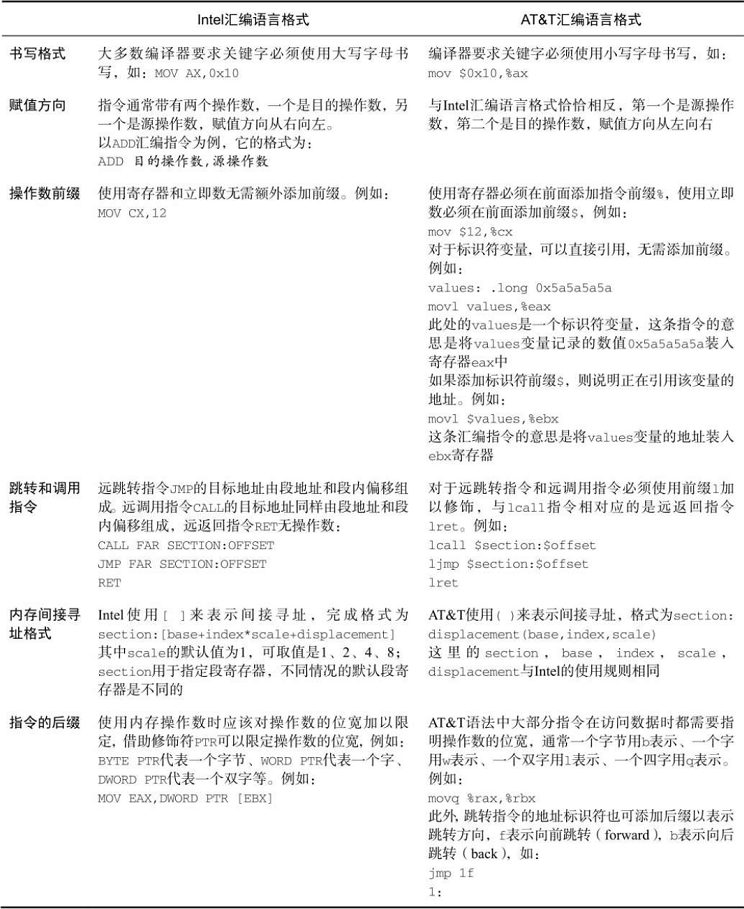 Intel汇编语言格式
AT&T汇编语言格式
书写格式
大多数编译器要求关键字必须使用大写字母书
写，如：MOV AX,0x10
编译器要求关键字必须使用小写字母书写，如：
mov $0x10,%ax
赋值方向
指令通常带有两个操作数，一个是目的操作数，另
一个是源操作数，赋值方向从右向左。
以ADD汇编指令为例，它的格式为：
ADD 目的操作数,源操作数
与Intel汇编语言格式恰恰相反，第一个是源操作
数，第二个是目的操作数，赋值方向从左向右
操作数前缀
使用寄存器和立即数无需额外添加前缀。例如：
MOV CX,12
使用寄存器必须在前面添加指令前缀%，使用立即
数必须在前面添加前缀$，例如：
mov $12,%cx
对于标识符变量，可以直接引用，无需添加前缀。
例如：
values: .long 0x5a5a5a5a
movl values,%eax
此处的values是一个标识符变量，这条指令的意
思是将values变量记录的数值0x5a5a5a5a装入
寄存器eax中
如果添加标识符前缀$，则说明正在引用该变量的
地址。例如：
movl $values,%ebx
这条汇编指令的意思是将values变量的地址装入
ebx寄存器
跳转和调用
指令
远跳转指令JMP的目标地址由段地址和段内偏移组
成。远调用指令CALL的目标地址同样由段地址和段
内偏移组成，远返回指令RET无操作数：
CALL FAR SECTION:OFFSET
JMP FAR SECTION:OFFSET
RET
对于远跳转指令和远调用指令必须使用前缀l加
以修饰，与lcall指令相对应的是远返回指令
lret。例如：
lcall $section:$offset
ljmp $section:$offset
lret
内存间接寻
址格式
Intel使用[ ]来表示间接寻址，完成格式为
section:[base+index*scale+displacement]
其中scale的默认值为1，可取值是1、2、4、8；
section用于指定段寄存器，不同情况的默认段寄
存器是不同的
AT&T使用( )来表示间接寻址，格式为section:
displacement(base,index,scale)
这里的section，base，index，scale，
displacement与Intel的使用规则相同
指令的后缀
使用内存操作数时应该对操作数的位宽加以限
定，借助修饰符PTR可以限定操作数的位宽，例如：
BYTE PTR代表一个字节、WORD PTR代表一个字、
DWORD PTR代表一个双字等。例如：
MOV EAX,DWORD PTR [EBX]
AT&T语法中大部分指令在访问数据时都需要指
明操作数的位宽，通常一个字节用b表示、一个字
用w表示、一个双字用l表示、一个四字用q表示。
例如：
movq %rax,%rbx
此外，跳转指令的地址标识符也可添加后缀以表示
跳转方向，f表示向前跳转（forward），b表示向后
跳转（back），如：
jmp 1f
1: